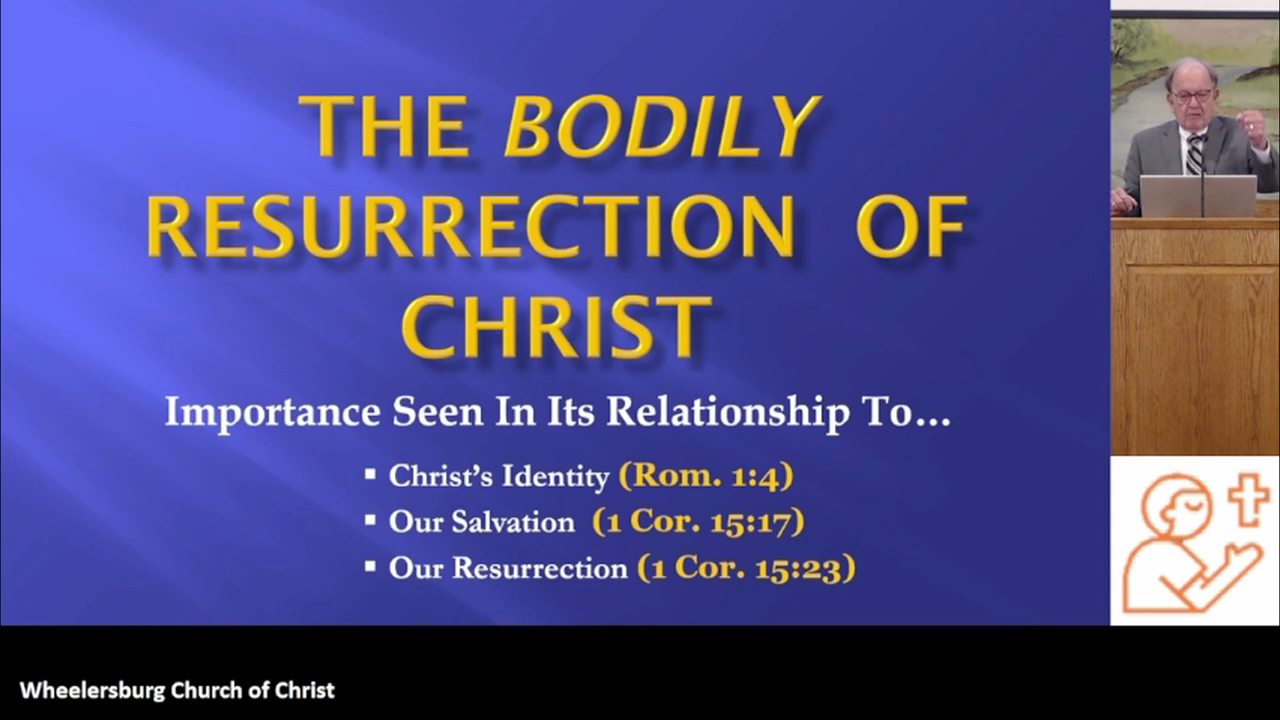 THE BODILY
RESURRECTION OF
CHRIST
Importance Seen In Its Relationship To...
▪ Christ's Identity (Rom. 1:4)
▪ Our Salvation (1 Cor. 15:17)
▪ Our Resurrection (1 Cor. 15:23)
Wheelersburg Church of Christ